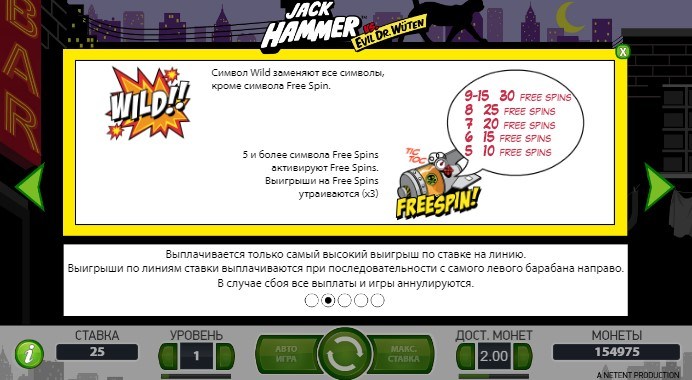 JACK
HAMMER
VS.
EVIL DR. WÜTEN
BAR
X
WILD!!
Символ Wild заменяют все символы,
кроме символа Free Spin.
9-15 30 FREE SPINS
8 25 FREE SPINS
7 20 FREE SPINS
6 15 FREE SPINS
5 10 FREE SPINS
5 и более символа Free Spins
активируют Free Spins.
Выигрыши на Free Spins
утраиваются (x3)
TIC
TOC
FREESPIN!
Выплачивается только самый высокий выигрыш по ставке на линию.
Выигрыши по линиям ставки выплачиваются при последовательности с самого левого барабана направо.
В случае сбоя все выплаты и игры аннулируются.
i
СТАВКА
25
УРОВЕНЬ
1
АВТО
ИГРА
МАКС.
СТАВКА
ДОСТ. МОНЕТ
2.00
МОНЕТЫ
154975
A NETENT PRODUCTION